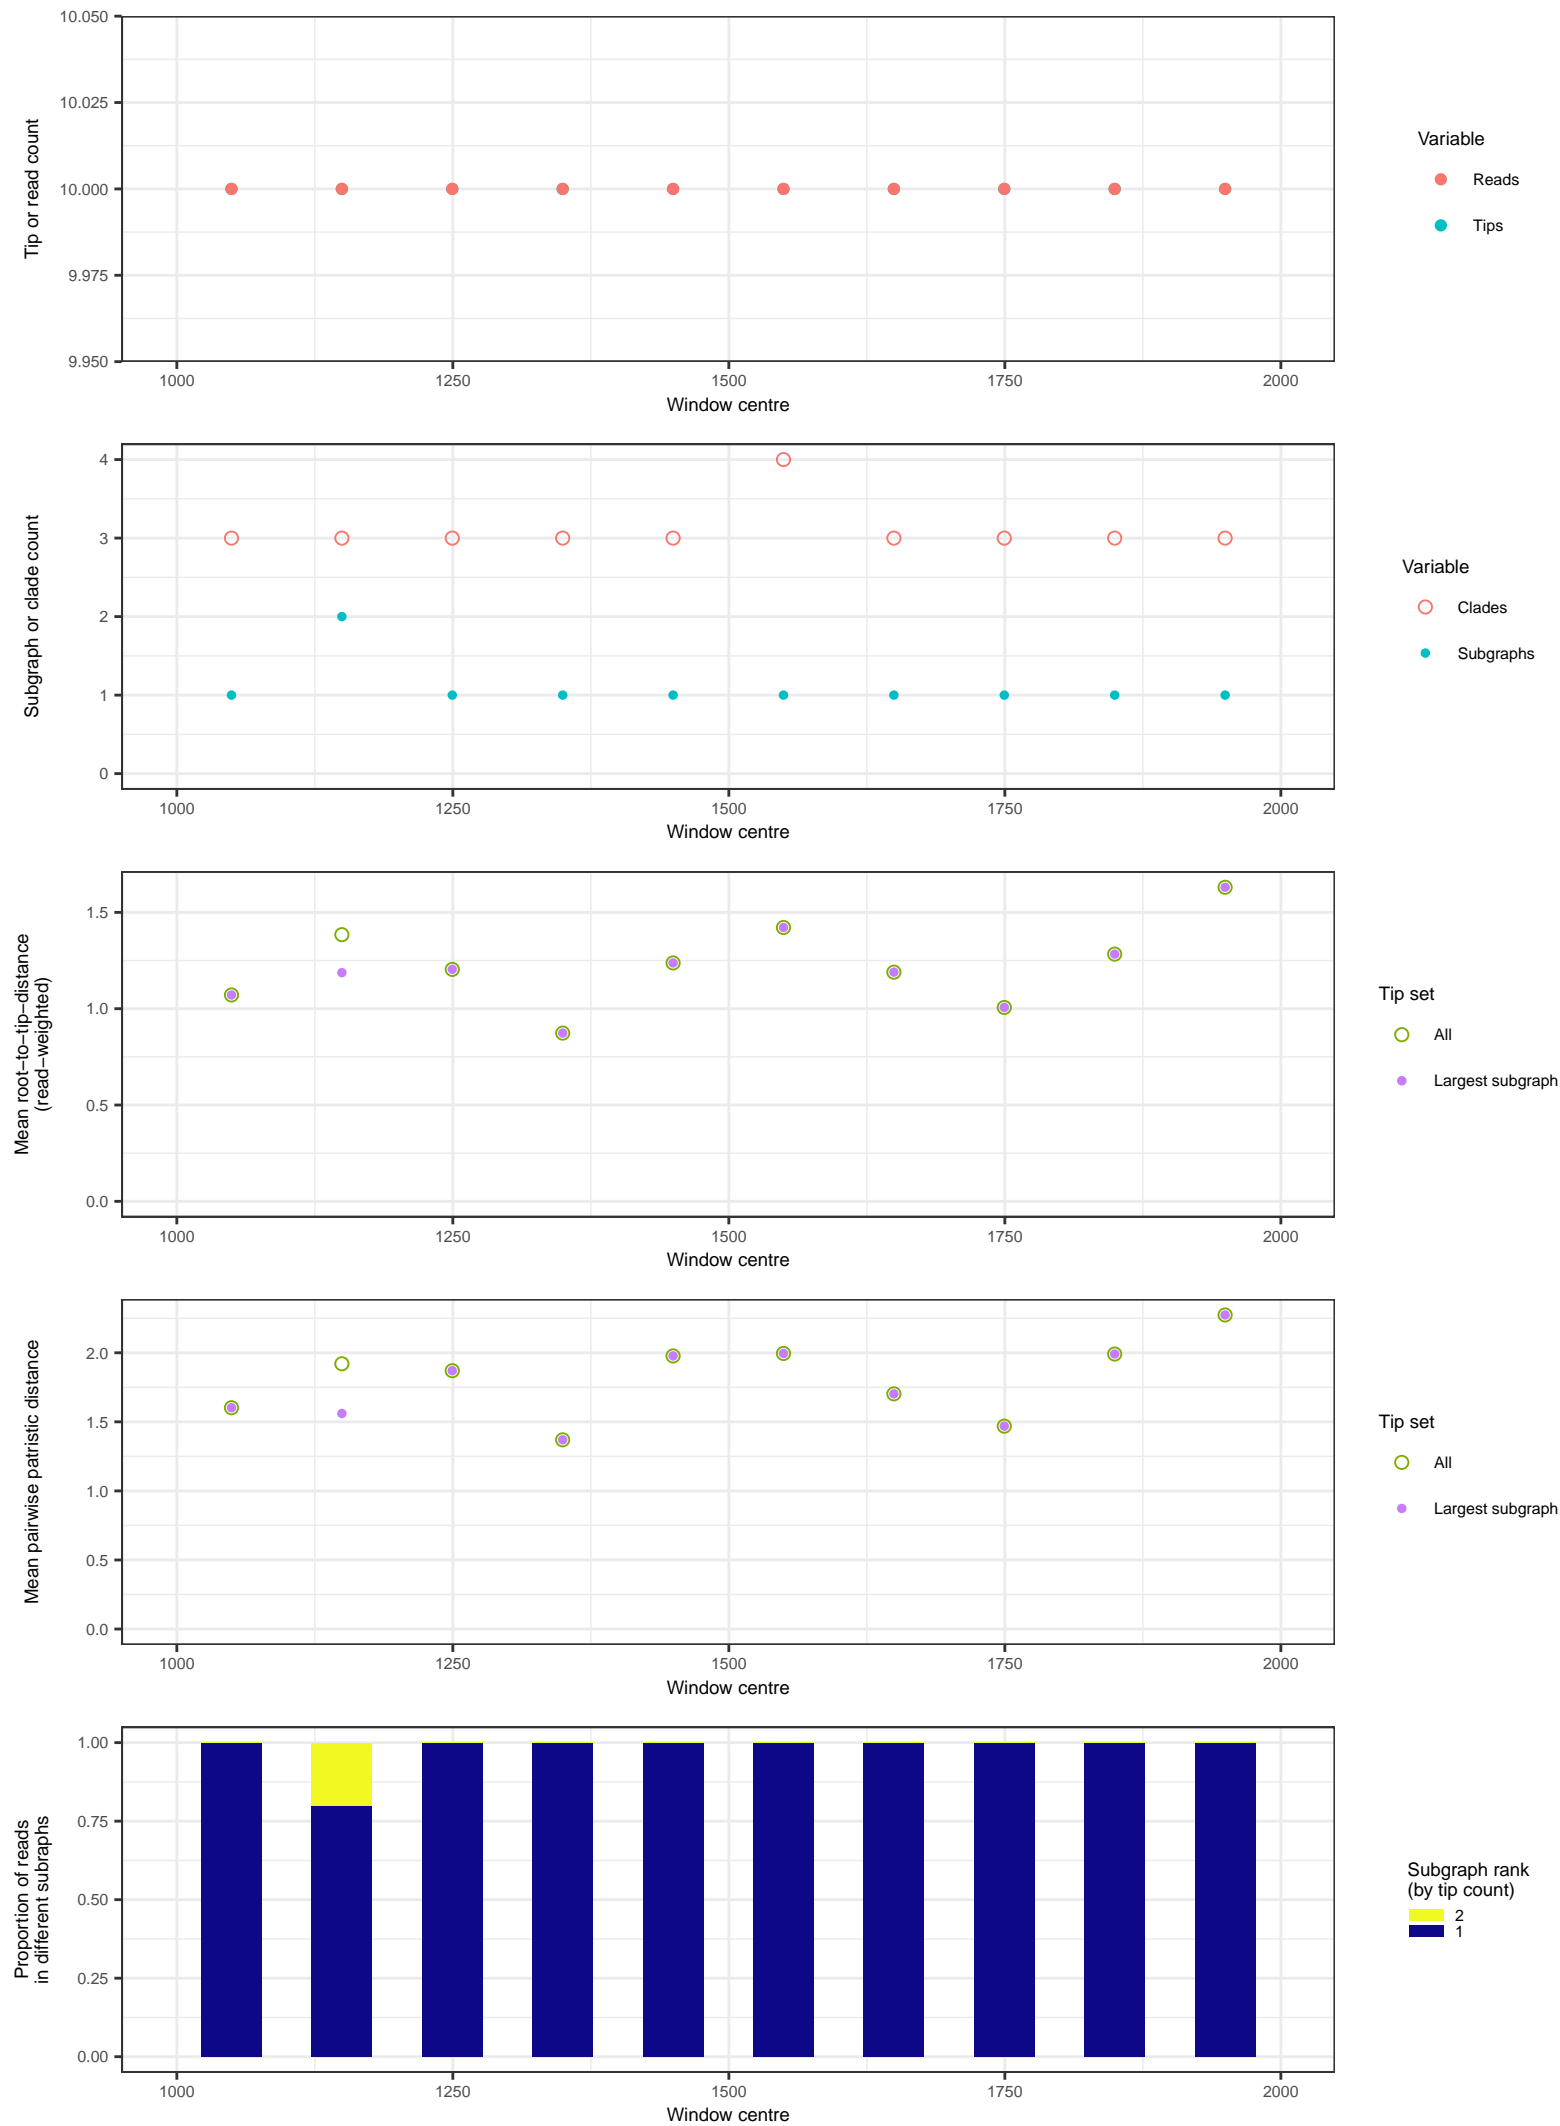 10.050
10.025
10.000
9.975
9.950
Tip or read count
1000 1250 1500 1750 2000
Window centre
Variable
Reads
Tips
4
3
2
1
0
Subgraph or clade count
1000 1250 1500 1750 2000
Window centre
Variable
Clades
Subgraphs
1.5
1.0
0.5
0.0
Mean root−to−tip−distance
(read−weighted)
1000 1250 1500 1750 2000
Window centre
Tip set
All
Largest subgraph
2.0
1.5
1.0
0.5
0.0
Mean pairwise patristic distance
1000 1250 1500 1750 2000
Window centre
Tip set
All
Largest subgraph
1.00
0.75
0.50
0.25
0.00
Proportion of reads
in different subraphs
1000 1250 1500 1750 2000
Window centre
Subgraph rank
(by tip count)
2
1